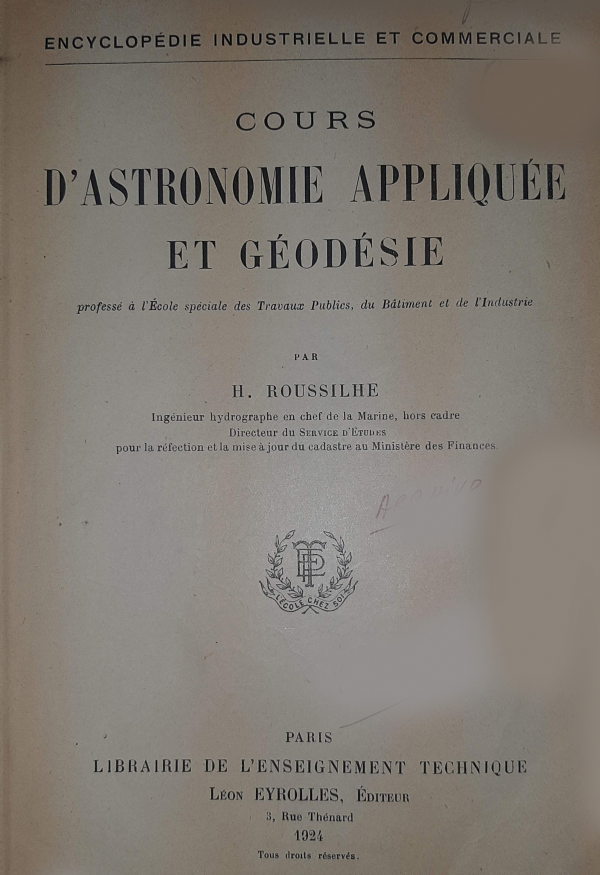 ENCYCLOPÉDIE INDUSTRIELLE ET COMMERCIALE
COURS
D'ASTRONOMIE APPLIQUÉE
ET GÉODÉSIE
professé à l'École spéciale des Travaux Publics, du Bâtiment et de l'Industrie
PAR
H. ROUSSILHE
Ingénieur hydrographe en chef de la Marine, hors cadre
Directeur du SERVICE D'ÉTUDES
pour la réfection et la mise à jour du cadastre au Ministère des Finances.
L'ÉCOLE CHEZ SOI
PARIS
LIBRAIRIE DE L'ENSEIGNEMENT TECHNIQUE
LÉON EYROLLES, ÉDITEUR
3, Rue Thénard
1924
Tous droits réservés.